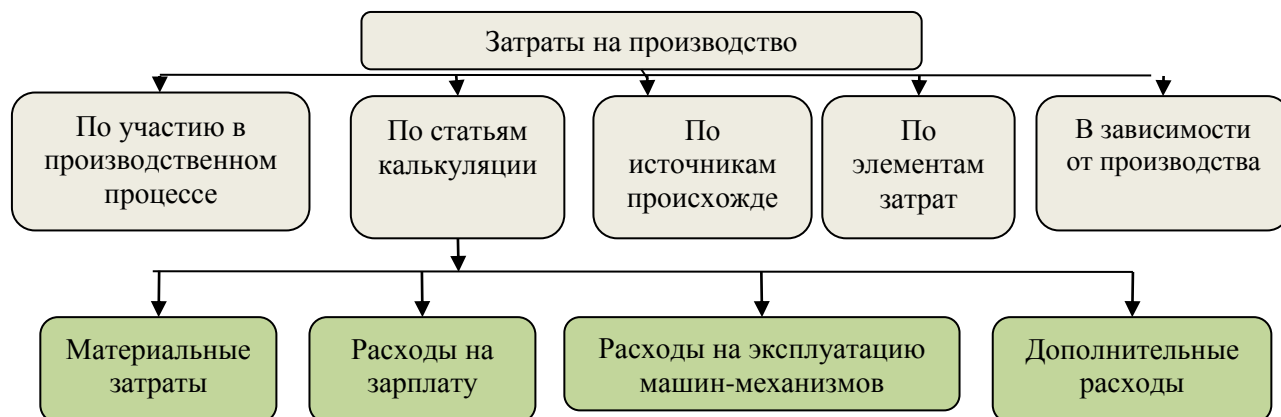 Затраты на производство
По участию в
производственном
процессе
По статьям
калькуляции
По
источникам
происхожде
По
элементам
затрат
В зависимости
от производства
Материальные
затраты
Расходы на
зарплату
Расходы на эксплуатацию
машин-механизмов
Дополнительные
расходы